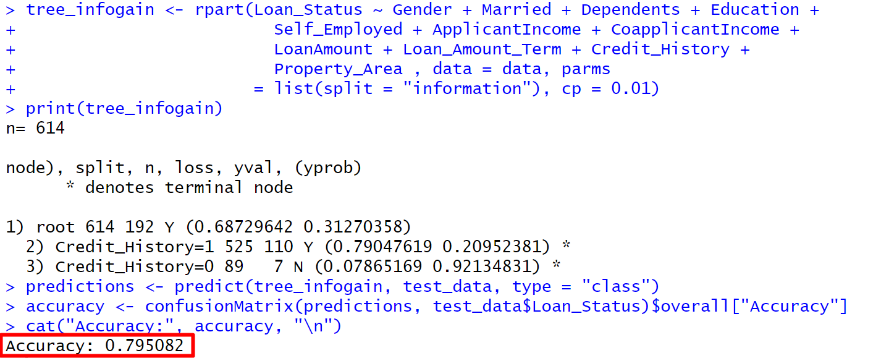 > tree_infogain <- rpart(Loan_Status ~ Gender + Married + Dependents + Education +
+                         Self_Employed + ApplicantIncome + CoapplicantIncome +
+                         LoanAmount + Loan_Amount_Term + Credit_History +
+                         Property_Area , data = data, parms
+                       = list(split = "information"), cp = 0.01)
> print(tree_infogain)
n= 614

node), split, n, loss, yval, (yprob)
      * denotes terminal node

1) root 614 192 Y (0.68729642 0.31270358)
  2) Credit_History=1 525 110 Y (0.79047619 0.20952381) *
  3) Credit_History=0 89   7 N (0.07865169 0.92134831) *
> predictions <- predict(tree_infogain, test_data, type = "class")
> accuracy <- confusionMatrix(predictions, test_data$Loan_Status)$overall["Accuracy"]
> cat("Accuracy:", accuracy, "\n")
Accuracy: 0.795082